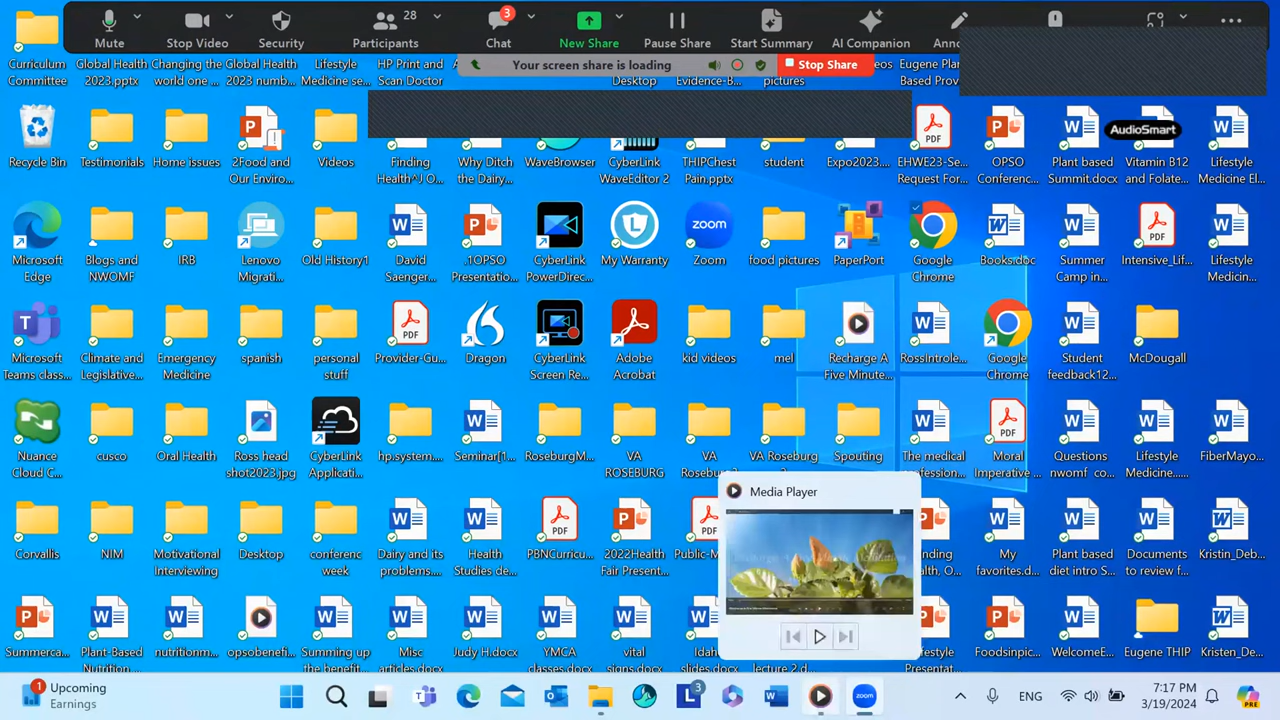 28
3
Mute
Stop Video
Security
Participants
Chat
New Share
Pause Share
Start Summary
AI Companion
Your screen share is loading
Stop Share
Curriculum Committee
Global Health 2023.pptx
Changing the world one ...
Global Health 2023 numb...
Lifestyle Medicine se...
HP Print and Scan Doctor
Desktop
Evidence-B...
pictures
Eugene Plan
Based Prov
Recycle Bin
Testimonials
Home issues
2Food and Our Enviro...
Videos
Finding Health^J O...
Why Ditch the Dairy...
WaveBrowser
CyberLink WaveEditor 2
THIPChest Pain.pptx
student
Expo2023....
EHWE23-Se... Request For...
OPSO Conferenc...
Plant based Summit.docx
AudioSmart
Vitamin B12 and Folate...
Lifestyle Medicine El...
Microsoft Edge
Blogs and NWOMF
IRB
Lenovo Migrati...
Old History1
David Saenger...
.1OPSO Presentatio...
CyberLink PowerDirec...
My Warranty
zoom
Zoom
food pictures
PaperPort
Google Chrome
Books.doc
Summer Camp in...
Intensive_Lif...
Lifestyle Medicin...
Microsoft Teams class...
Climate and Legislative...
Emergency Medicine
spanish
personal stuff
Provider-Gu...
Dragon
CyberLink Screen Re...
Adobe Acrobat
kid videos
mel
Recharge A Five Minute...
RossIntrole...
Google Chrome
Student feedback12...
McDougall
Nuance Cloud C...
cusco
Oral Health
Ross head shot2023.jpg
CyberLink Applicati...
hp.system....
Seminar[1...
RoseburgM...
VA ROSEBURG
VA
VA Roseburg
Spouting
The medical
Moral Imperative ...
Questions nwomf co...
Lifestyle Medicine.....
FiberMayo...
Media Player
Corvallis
NIM
Motivational Interviewing
Desktop
conferenc week
Dairy and its problems....
Health Studies de...
PBNCurricu...
2022Health Fair Present...
Public-M
My favorites.d...
Plant based diet intro S...
Documents to review f...
Kristin_Deb...
Summerca...
Plant-Based Nutrition
nutritionm...
opsobenefi...
Summing up the benefit
Misc articles.docx
Judy H.docx
YMCA classes.docx
vital signs.docx
slides.docx
Foodsinpic...
WelcomeE...
Eugene THIP
Kristen_De...
1
Upcoming
Earnings
3
ENG
7:17 PM
3/19/2024
PRE